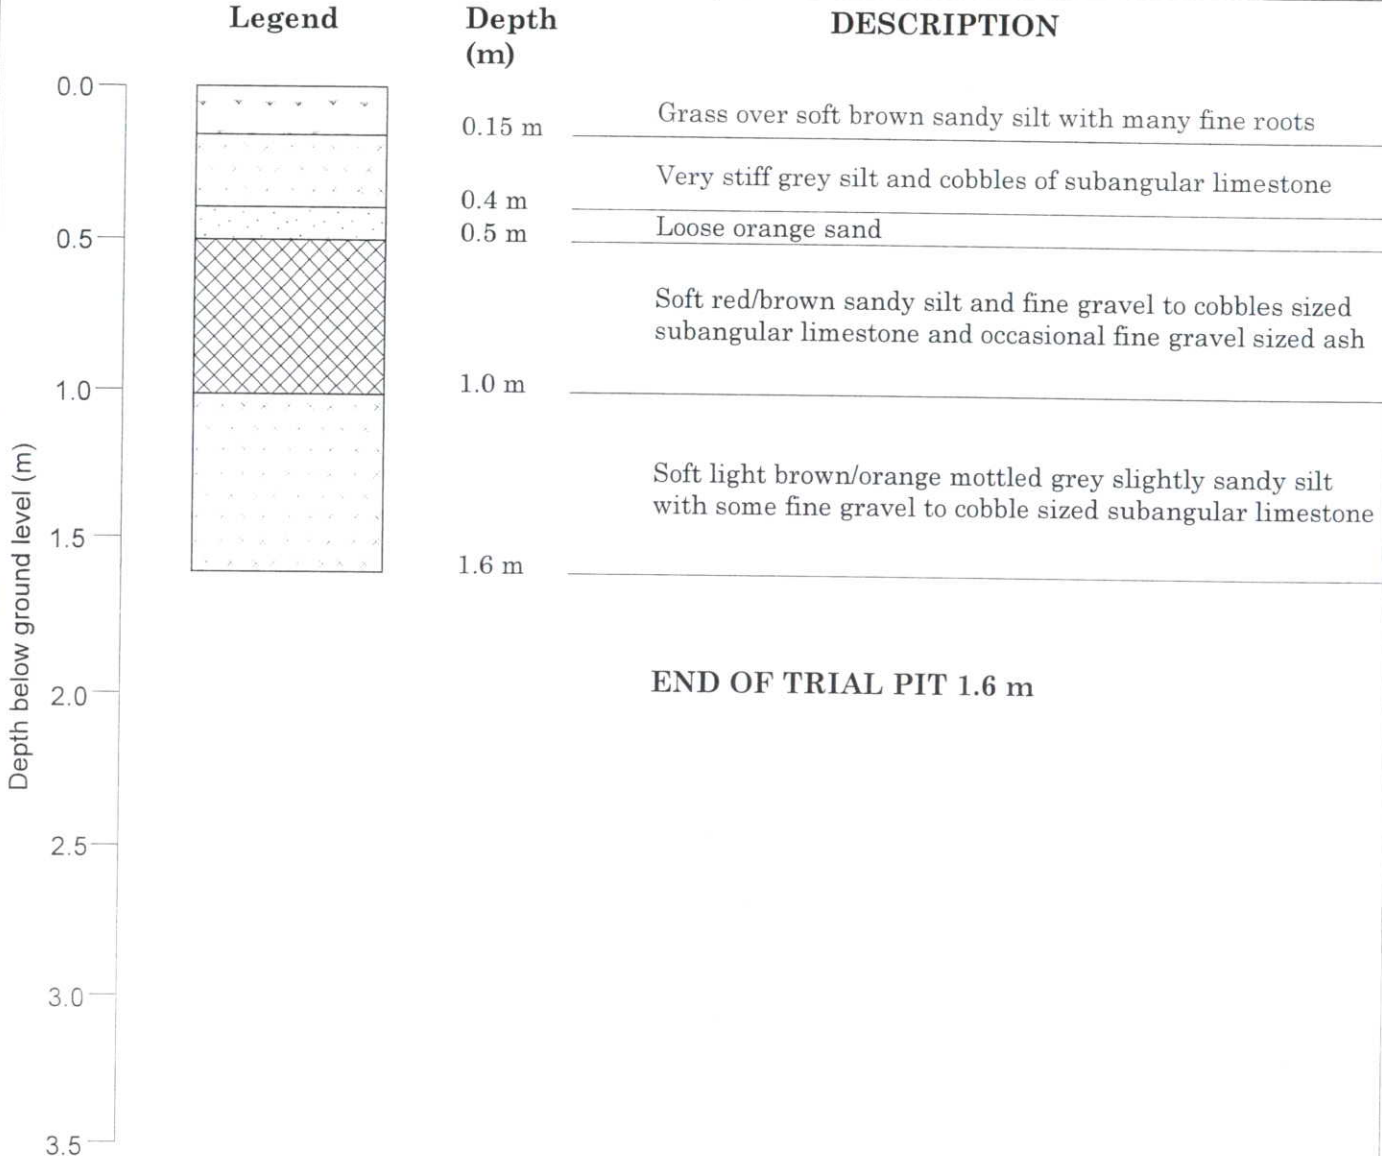 Legend
Depth
(m)
DESCRIPTION
0.0
0.15 m
Grass over soft brown sandy silt with many fine roots
Very stiff grey silt and cobbles of subangular limestone
0.4 m
0.5
0.5 m
Loose orange sand
Soft red/brown sandy silt and fine gravel to cobbles sized
subangular limestone and occasional fine gravel sized ash
1.0
1.0 m
Soft light brown/orange mottled grey slightly sandy silt
with some fine gravel to cobble sized subangular limestone
1.5
1.6 m
Depth below ground level (m)
2.0
END OF TRIAL PIT 1.6 m
2.5
3.0
3.5